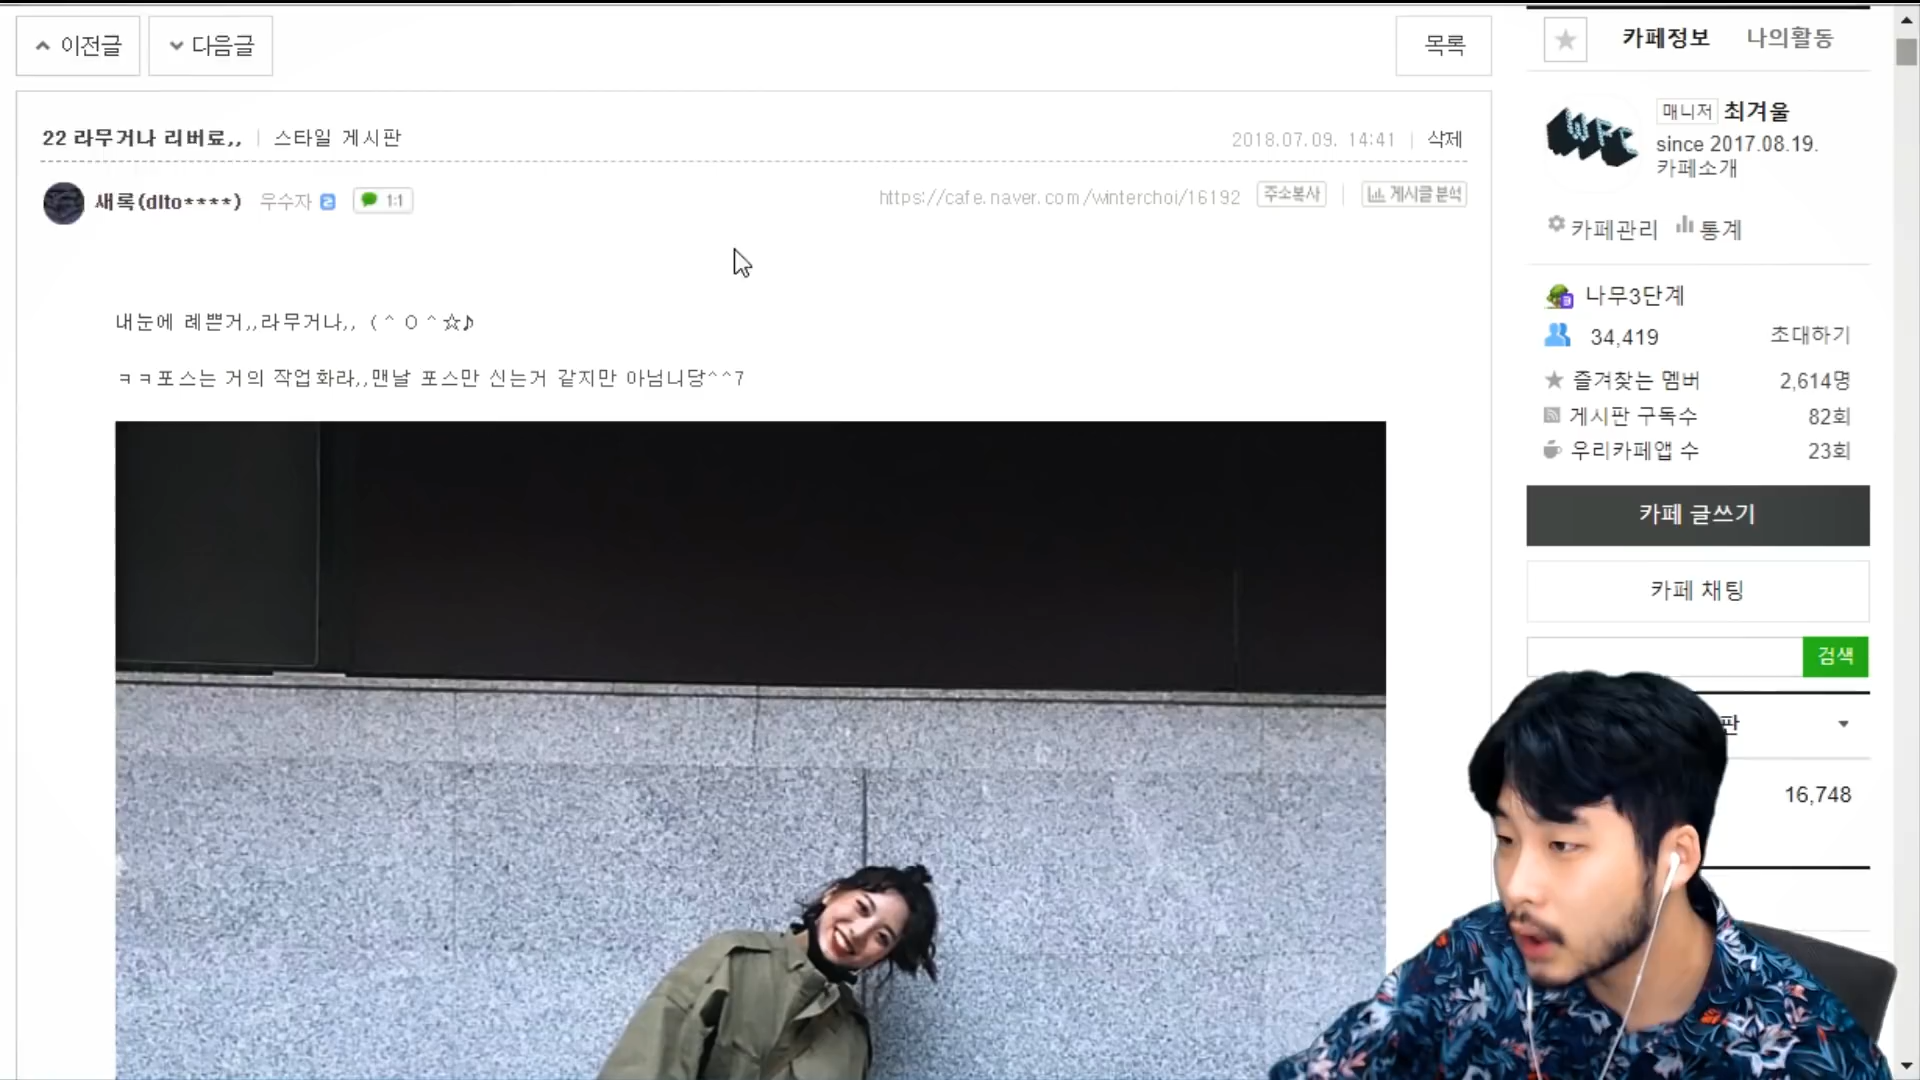 이전글
다음글
목록
22 라무거나 리버료,, | 스타일 게시판
2018.07.09. 14:41 | 삭제
새록(dlto****) 우수자 1:1
https://cafe.naver.com/winterchoi/16192 주소복사 | 게시글 분석
내눈에 례쁜거,,라무거나,, (^０^☆♪
ㅋㅋ포스는 거의 작업화라,,맨날 포스만 신는거 같지만 아님니당^^7
카페정보 나의활동
WFC
매니저 최겨울
since 2017.08.19.
카페소개
카페관리 통계
나무3단계
34,419 초대하기
즐겨찾는 멤버 2,614명
게시판 구독수 82회
우리카페앱 수 23회
카페 글쓰기
카페 채팅
검색
판
16,748